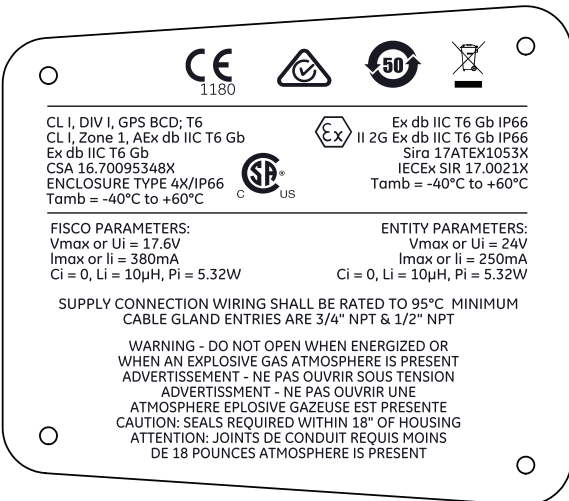 CE
1180
50
CL I, DIV I, GPS BCD; T6
CL I, Zone 1, AEx db IIC T6 Gb
Ex db IIC T6 Gb
CSA 16.70095348X
ENCLOSURE TYPE 4X/IP66
Tamb = -40°C to +60°C
C SA® US
Ex
Ex db IIC T6 Gb IP66
II 2G Ex db IIC T6 Gb IP66
Sira 17ATEX1053X
IECEx SIR 17.0021X
Tamb = -40°C to +60°C
FISCO PARAMETERS:
Vmax or Ui = 17.6V
lmax or li = 380mA
Ci = 0, Li = 10µH, Pi = 5.32W
ENTITY PARAMETERS:
Vmax or Ui = 24V
lmax or li = 250mA
Ci = 0, Li = 10µH, Pi = 5.32W
SUPPLY CONNECTION WIRING SHALL BE RATED TO 95°C MINIMUM
CABLE GLAND ENTRIES ARE 3/4" NPT & 1/2" NPT
WARNING - DO NOT OPEN WHEN ENERGIZED OR
WHEN AN EXPLOSIVE GAS ATMOSPHERE IS PRESENT
ADVERTISSEMENT - NE PAS OUVRIR SOUS TENSION
ADVERTISSMENT - NE PAS OUVRIR UNE
ATMOSPHERE EPLOSIVE GAZEUSE EST PRESENTE
CAUTION: SEALS REQUIRED WITHIN 18" OF HOUSING
ATTENTION: JOINTS DE CONDUIT REQUIS MOINS
DE 18 POUNCES ATMOSPHERE IS PRESENT